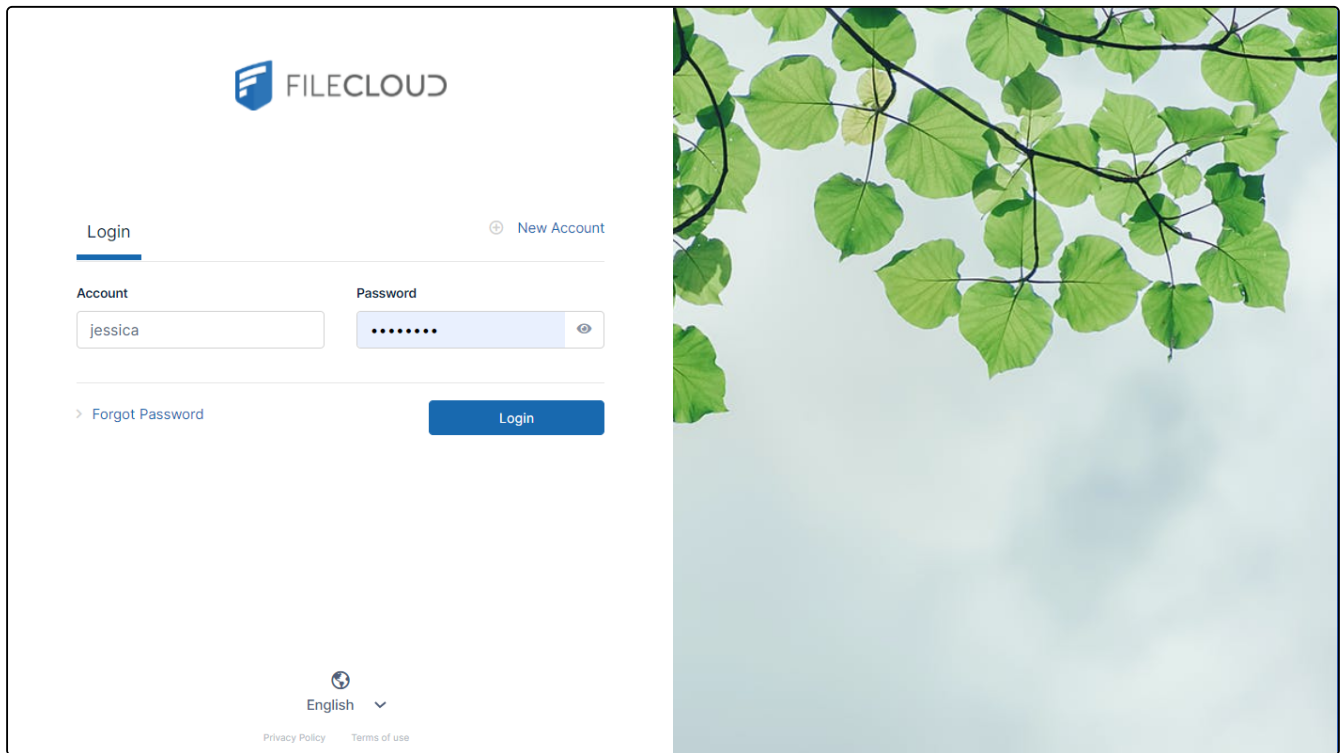 FILECLOUD
Login
New Account
Account
Password
jessica
••••••••
Forgot Password
Login
English
Privacy Policy Terms of use